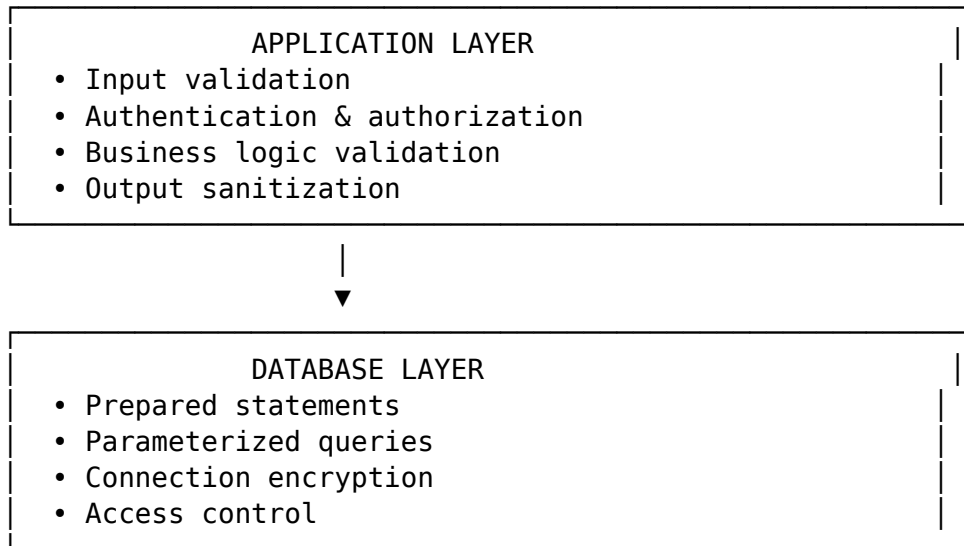 APPLICATION LAYER
• Input validation
• Authentication & authorization
• Business logic validation
• Output sanitization
▼
DATABASE LAYER
• Prepared statements
• Parameterized queries
• Connection encryption
• Access control